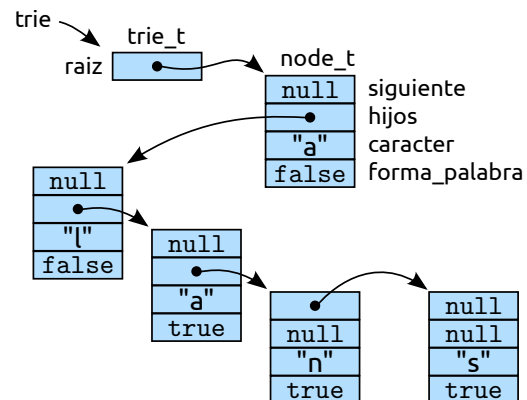 trie
trie_t
raiz
node_t
null siguiente
hijos
"a" caracter
false forma_palabra
null
"l"
false
null
"a"
true
null
"n"
true
null
null
"s"
true